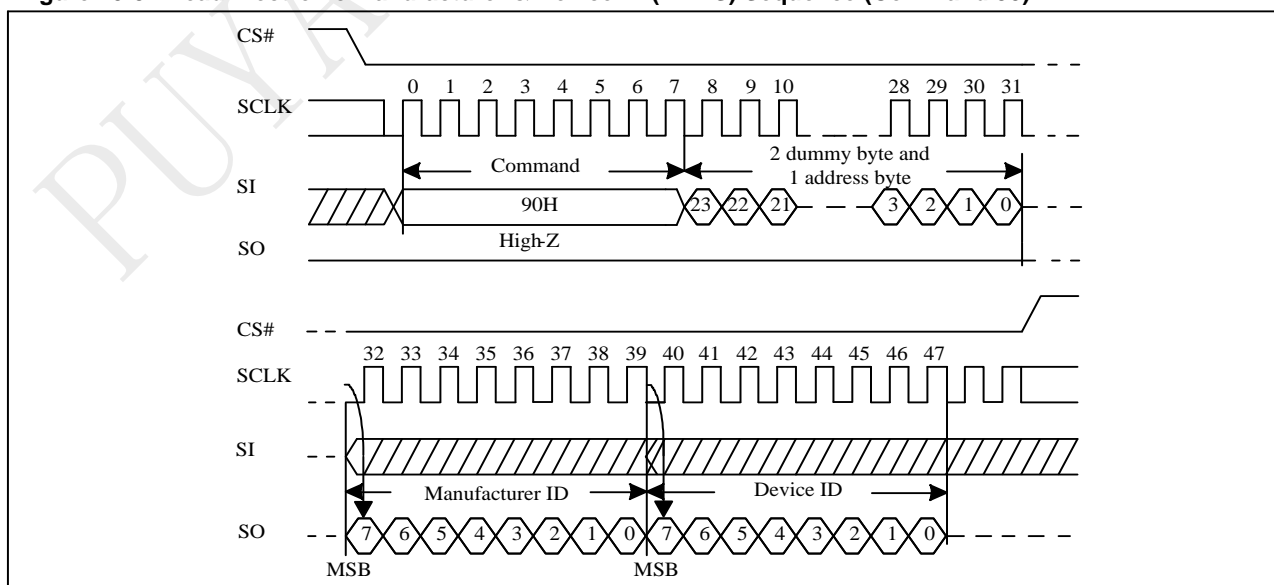 PUYA
CS#
0 1 2 3 4 5 6 7 8 9 10 28 29 30 31
SCLK
Command
2 dummy byte and
1 address byte
SI
90H
23 22 21 3 2 1 0
High-Z
SO
CS#
32 33 34 35 36 37 38 39 40 41 42 43 44 45 46 47
SCLK
SI
Manufacturer ID
Device ID
SO
7 6 5 4 3 2 1 0 7 6 5 4 3 2 1 0
MSB
MSB